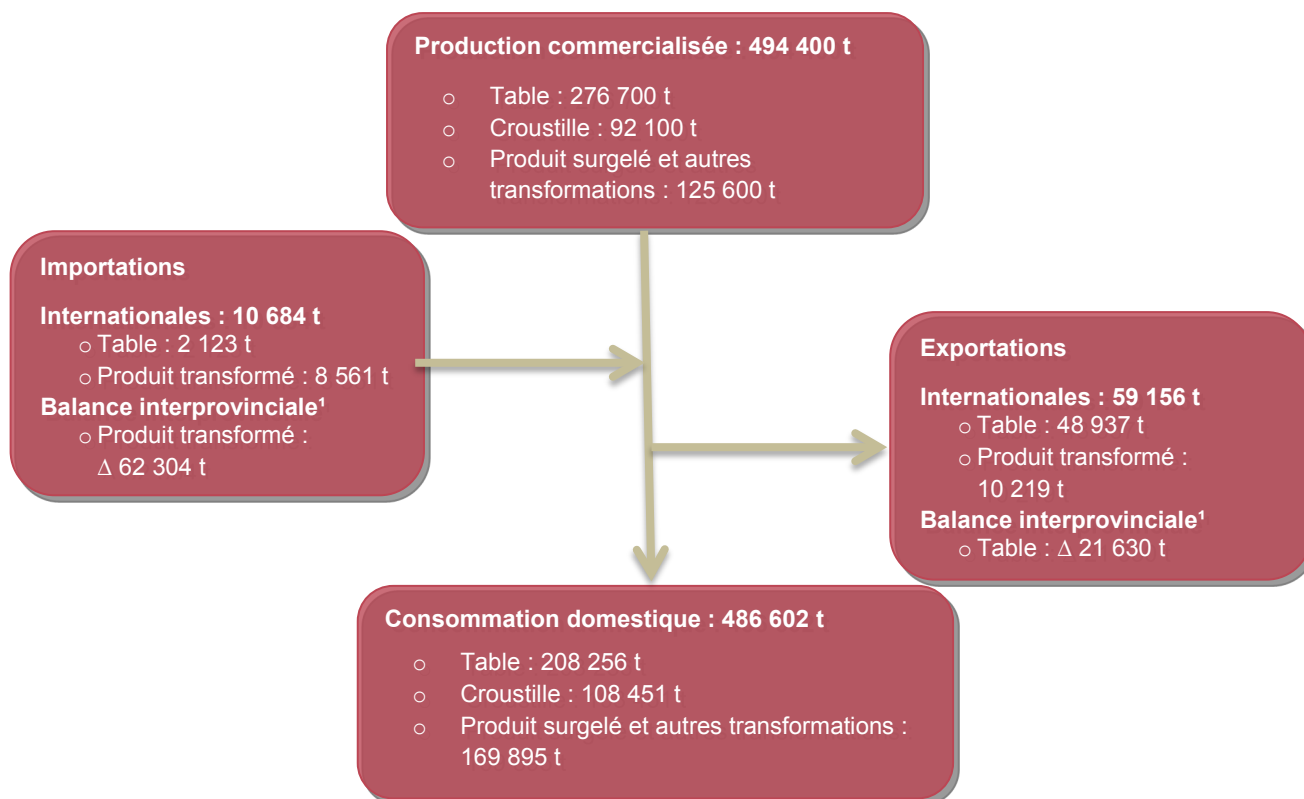 Production commercialisée : 494 400 t
o Table : 276 700 t
o Croustille : 92 100 t
o Produit surgelé et autres
transformations : 125 600 t
Importations
Internationales : 10 684 t
o Table : 2 123 t
o Produit transformé : 8 561 t
Balance interprovinciale¹
o Produit transformé :
Δ 62 304 t
Exportations
Internationales : 59 156 t
o Table : 48 937 t
o Produit transformé :
10 219 t
Balance interprovinciale¹
o Table : Δ 21 630 t
Consommation domestique : 486 602 t
o Table : 208 256 t
o Croustille : 108 451 t
o Produit surgelé et autres transformations :
169 895 t